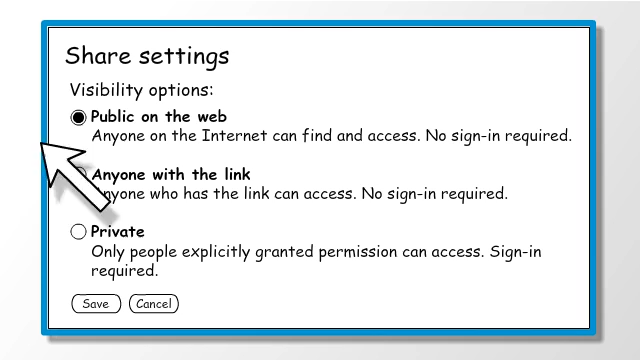 Share settings
Visibility options:
Public on the web
Anyone on the Internet can find and access. No sign-in required.
Anyone with the link
Anyone who has the link can access. No sign-in required.
Private
Only people explicitly granted permission can access. Sign-in
required.
Save Cancel